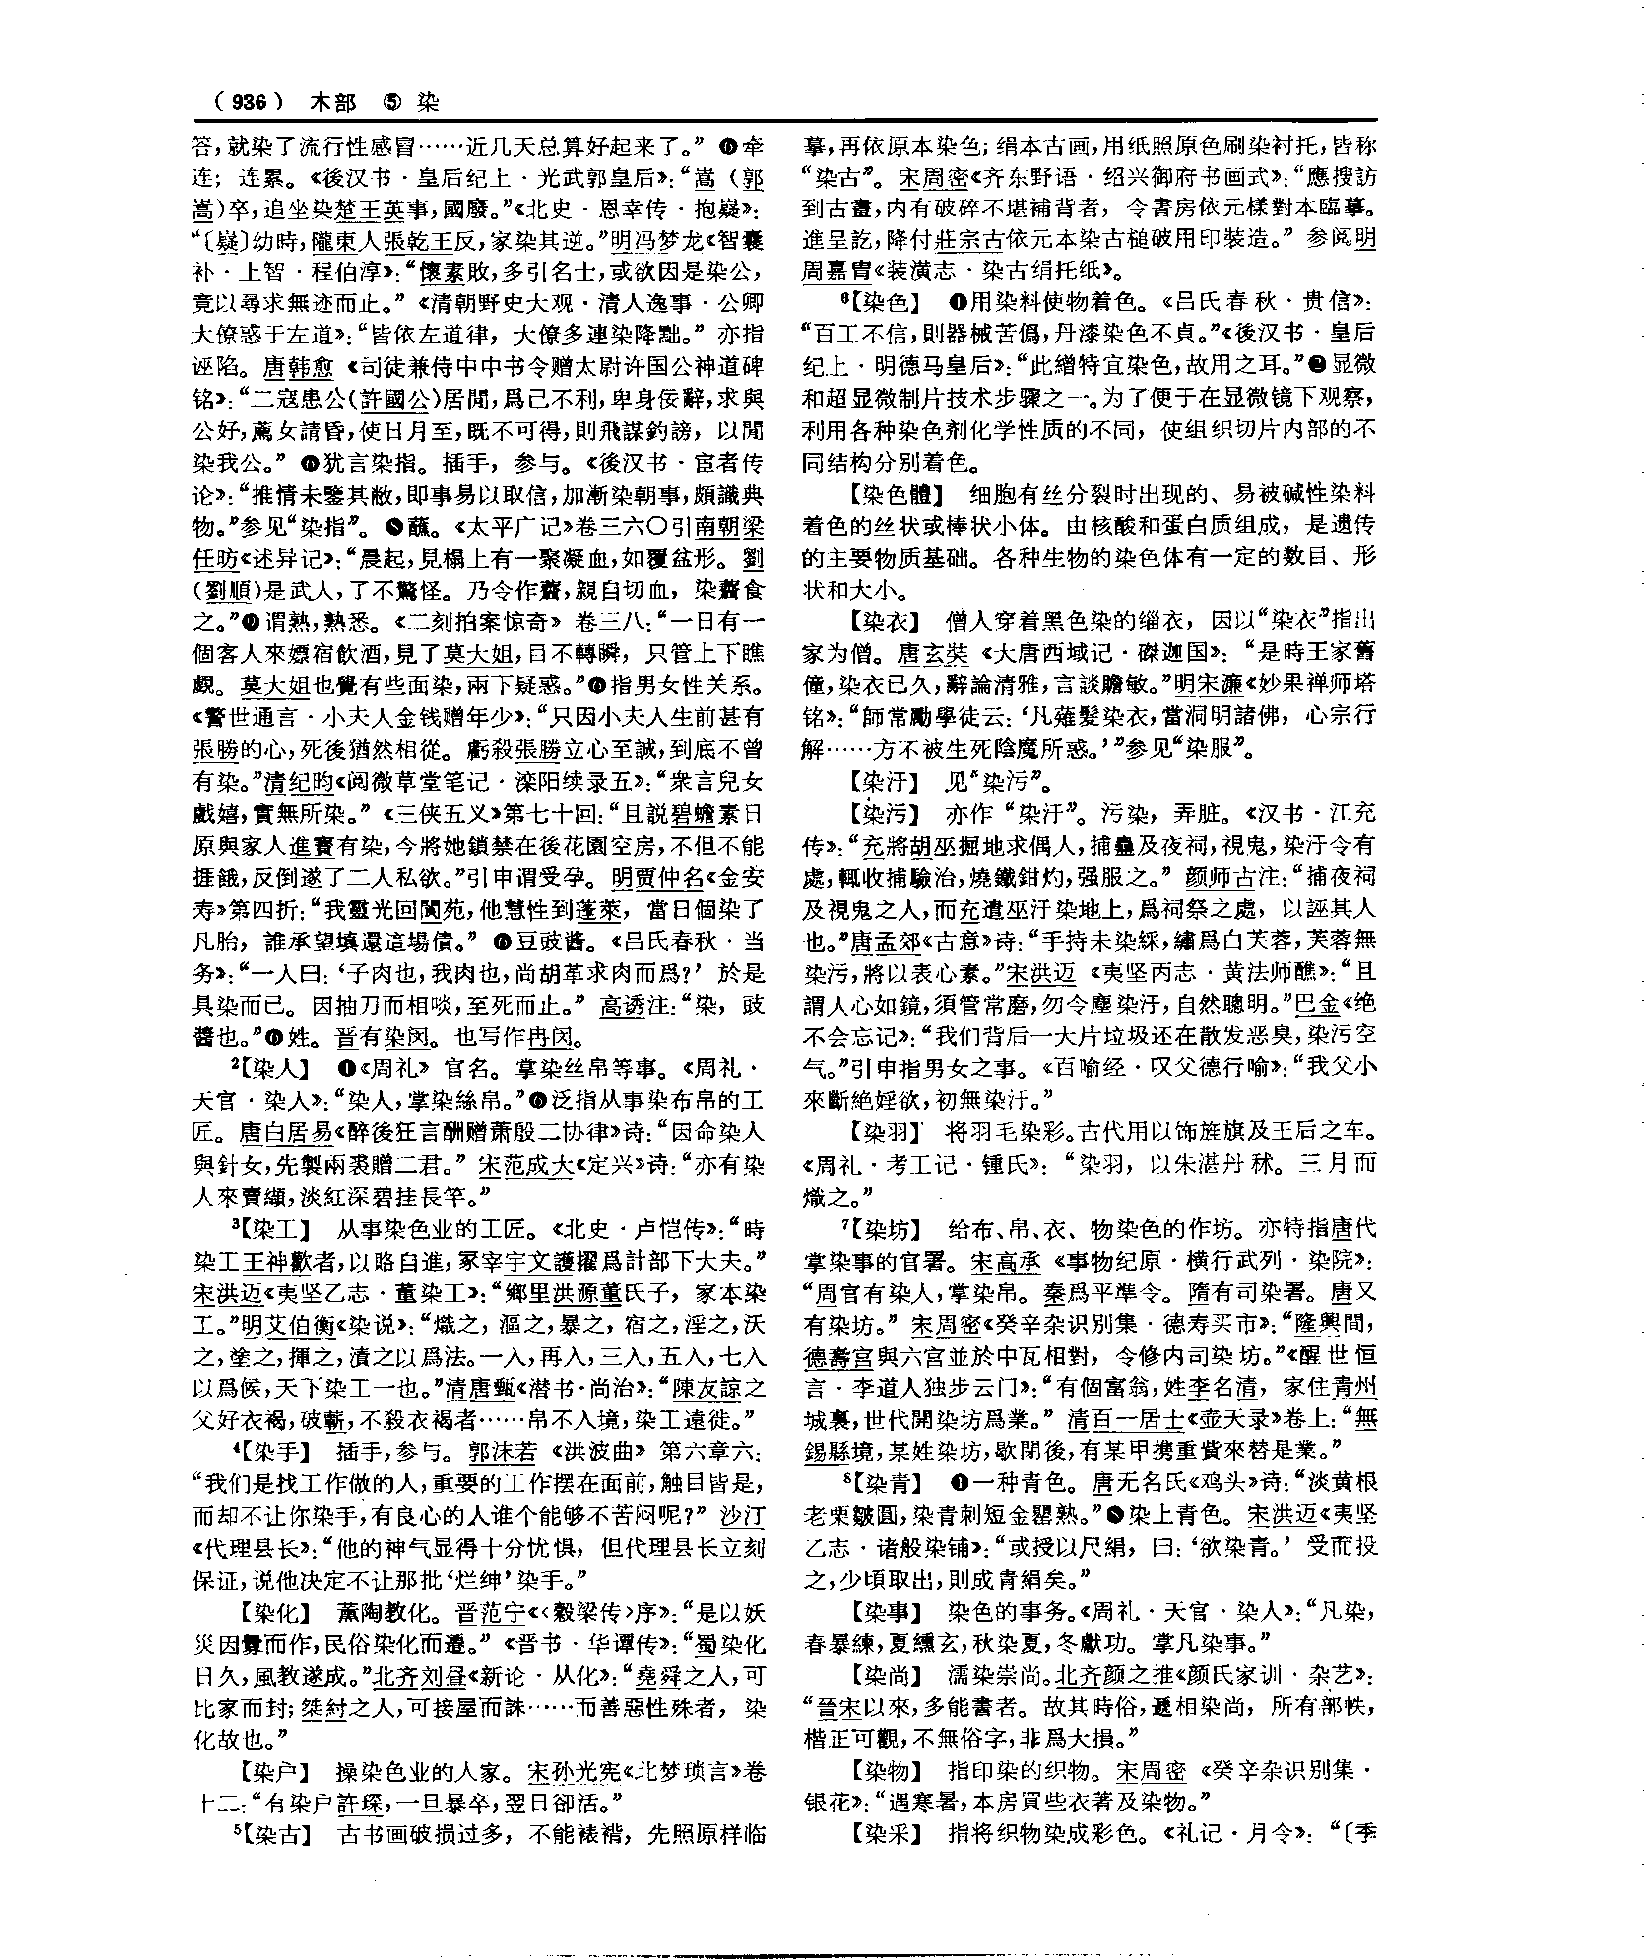 （936） 木部 ⑤ 染
答，就染了流行性感冒……近几天总算好起来了。”
连；连累。《後汉书·皇后纪上·光武郭皇后》：“嵩（郭
嵩）卒，追坐染楚王英事，國廢。”《北史·恩幸传·抱嶷》：
“〔嶷〕幼時，隴東人張乾王反，家染其逆。”明冯梦龙《智囊
补·上智·程伯淳》：“懷素敗，多引名士，或欲因是染公，
竟以尋求無迹而止。”《清朝野史大观·清人逸事·公卿
大僚惑于左道》：“皆依左道律，大僚多連染降黜。”亦指
诬陷。唐韩愈《司徒兼侍中中书令赠太尉许国公神道碑
铭》：“二寇患公（許國公）居閒，爲己不利，卑身佞辭，求與
公好，薦女請昏，使日月至，既不可得，則飛謀釣謗，以閒
染我公。” 犹言染指。插手，参与。《後汉书·宦者传
论》：“推情未鑒其敝，即事易以取信，加漸染朝事，頗識典
物。”参见“染指”。 蘸。《太平广记》卷三六〇引南朝梁
任昉《述异记》：“晨起，見榻上有一聚凝血，如覆盆形。劉
（劉順）是武人，了不驚怪。乃令作虀，親自切血，染虀食
之。” 谓熟，熟悉。《二刻拍案惊奇》卷三八：“一日有一
個客人來嫖宿飲酒，見了莫大姐，目不轉瞬，只管上下瞧
覷。莫大姐也覺有些面染，兩下疑惑。” 指男女性关系。
《警世通言·小夫人金钱赠年少》：“只因小夫人生前甚有
張勝的心，死後猶然相從。虧殺張勝立心至誠，到底不曾
有染。”清纪昀《阅微草堂笔记·滦阳续录五》：“衆言兒女
戲嬉，實無所染。”《三侠五义》第七十回：“且説碧蟾素日
原與家人進寶有染，今將她鎖禁在後花園空房，不但不能
捱餓，反倒遂了二人私欲。”引申谓受孕。明贾仲名《金安
寿》第四折：“我靈光回閬苑，他慧性到蓬萊，當日個染了
凡胎，誰承望填還這場債。” 豆豉酱。《吕氏春秋·当
务》：“一人曰：‘子肉也，我肉也，尚胡革求肉而爲？’於是
具染而已。因抽刀而相啖，至死而止。”高诱注：“染，豉
醬也。” 姓。晋有染闵。也写作冉闵。
²【染人】 ❶《周礼》官名。掌染丝帛等事。《周礼·
天官·染人》：“染人，掌染絲帛。” 泛指从事染布帛的工
匠。唐白居易《醉後狂言酬赠萧殷二协律》诗：“因命染人
與針女，先製兩裘贈二君。”宋范成大《定兴》诗：“亦有染
人來賣纈，淡紅深碧挂長竿。”
³【染工】 从事染色业的工匠。《北史·卢恺传》：“時
染工王神歡者，以賂自進，冢宰宇文護擢爲計部下大夫。”
宋洪迈《夷坚乙志·董染工》：“鄉里洪源董氏子，家本染
工。”明艾伯衡《染说》：“熾之，漚之，暴之，宿之，淫之，沃
之，塗之，揮之，漬之以爲法。一入，再入，三入，五入，七入
以爲候，天下染工一也。”清唐甄《潜书·尚治》：“陳友諒之
父好衣褐，破蘄，不殺衣褐者……帛不入境，染工遠徙。”
⁴【染手】 插手，参与。郭沫若《洪波曲》第六章六：
“我们是找工作做的人，重要的工作摆在面前，触目皆是，
而却不让你染手，有良心的人谁个能够不苦闷呢？”沙汀
《代理县长》：“他的神气显得十分忧惧，但代理县长立刻
保证，说他决定不让那批‘烂绅’染手。”
【染化】 薰陶教化。晋范宁《〈穀梁传〉序》：“是以妖
災因釁而作，民俗染化而遷。”《晋书·华谭传》：“蜀染化
日久，風教遂成。”北齐刘昼《新论·从化》：“堯舜之人，可
比家而封；桀紂之人，可接屋而誅……而善惡性殊者，染
化故也。”
【染户】 操染色业的人家。宋孙光宪《北梦琐言》卷
十二：“有染户許琛，一旦暴卒，翌日卻活。”
⁵【染古】 古书画破损过多，不能裱褙，先照原样临
摹，再依原本染色；绢本古画，用纸照原色刷染衬托，皆称
“染古”。宋周密《齐东野语·绍兴御府书画式》：“應搜訪
到古畫，内有破碎不堪補背者，令書房依元樣對本臨摹。
進呈訖，降付莊宗古依元本染古槌破用印裝造。”参阅明
周嘉胄《装潢志·染古绢托纸》。
⁶【染色】 ❶用染料使物着色。《吕氏春秋·贵信》：
“百工不信，則器械苦僞，丹漆染色不貞。”《後汉书·皇后
纪上·明德马皇后》：“此繒特宜染色，故用之耳。”❷显微
和超显微制片技术步骤之一。为了便于在显微镜下观察，
利用各种染色剂化学性质的不同，使组织切片内部的不
同结构分别着色。
【染色體】 细胞有丝分裂时出现的、易被碱性染料
着色的丝状或棒状小体。由核酸和蛋白质组成，是遗传
的主要物质基础。各种生物的染色体有一定的数目、形
状和大小。
【染衣】 僧人穿着黑色染的缁衣，因以“染衣”指出
家为僧。唐玄奘《大唐西域记·磔迦国》：“是時王家舊
僮，染衣已久，辭論清雅，言談贍敏。”明宋濂《妙果禅师塔
铭》：“師常勵學徒云：‘凡薙髮染衣，當洞明諸佛，心宗行
解……方不被生死陰魔所惑。’”参见“染服”。
【染汙】 见“染污”。
【染污】 亦作“染汙”。污染，弄脏。《汉书·江充
传》：“充將胡巫掘地求偶人，捕蠱及夜祠，視鬼，染汙令有
處，輒收捕驗治，燒鐵鉗灼，强服之。”颜师古注：“捕夜祠
及視鬼之人，而充遣巫汙染地上，爲祠祭之處，以誣其人
也。”唐孟郊《古意》诗：“手持未染綵，繡爲白芙蓉，芙蓉無
染污，將以表心素。”宋洪迈《夷坚丙志·黄法师醮》：“且
謂人心如鏡，須管常磨，勿令塵染汙，自然聰明。”巴金《绝
不会忘记》：“我们背后一大片垃圾还在散发恶臭，染污空
气。”引申指男女之事。《百喻经·叹父德行喻》：“我父小
來斷絶婬欲，初無染汙。”
【染羽】 将羽毛染彩。古代用以饰旌旗及王后之车。
《周礼·考工记·锺氏》：“染羽，以朱湛丹秫。三月而
熾之。”
⁷【染坊】 给布、帛、衣、物染色的作坊。亦特指唐代
掌染事的官署。宋高承《事物纪原·横行武列·染院》：
“周官有染人，掌染帛。秦爲平準令。隋有司染署。唐又
有染坊。”宋周密《癸辛杂识别集·德寿买市》：“隆興間，
德壽宫與六宫並於中瓦相對，令修内司染坊。”《醒世恒
言·李道人独步云门》：“有個富翁，姓李名清，家住青州
城裏，世代開染坊爲業。”清百一居士《壶天录》卷上：“無
錫縣境，某姓染坊，歇閉後，有某甲携重貲來替是業。”
⁸【染青】 ❶一种青色。唐无名氏《鸡头》诗：“淡黄根
老栗皺圓，染青刺短金罌熟。” 染上青色。宋洪迈《夷坚
乙志·诸般染铺》：“或授以尺絹，曰：‘欲染青。’受而投
之，少頃取出，則成青絹矣。”
【染事】 染色的事务。《周礼·天官·染人》：“凡染，
春暴練，夏纁玄，秋染夏，冬獻功。掌凡染事。”
【染尚】 濡染崇尚。北齐颜之推《颜氏家训·杂艺》：
“晉宋以來，多能書者。故其時俗，遞相染尚，所有部帙，
楷正可觀，不無俗字，非爲大損。”
【染物】 指印染的织物。宋周密《癸辛杂识别集·
银花》：“遇寒暑，本房買些衣著及染物。”
【染采】 指将织物染成彩色。《礼记·月令》：“〔季